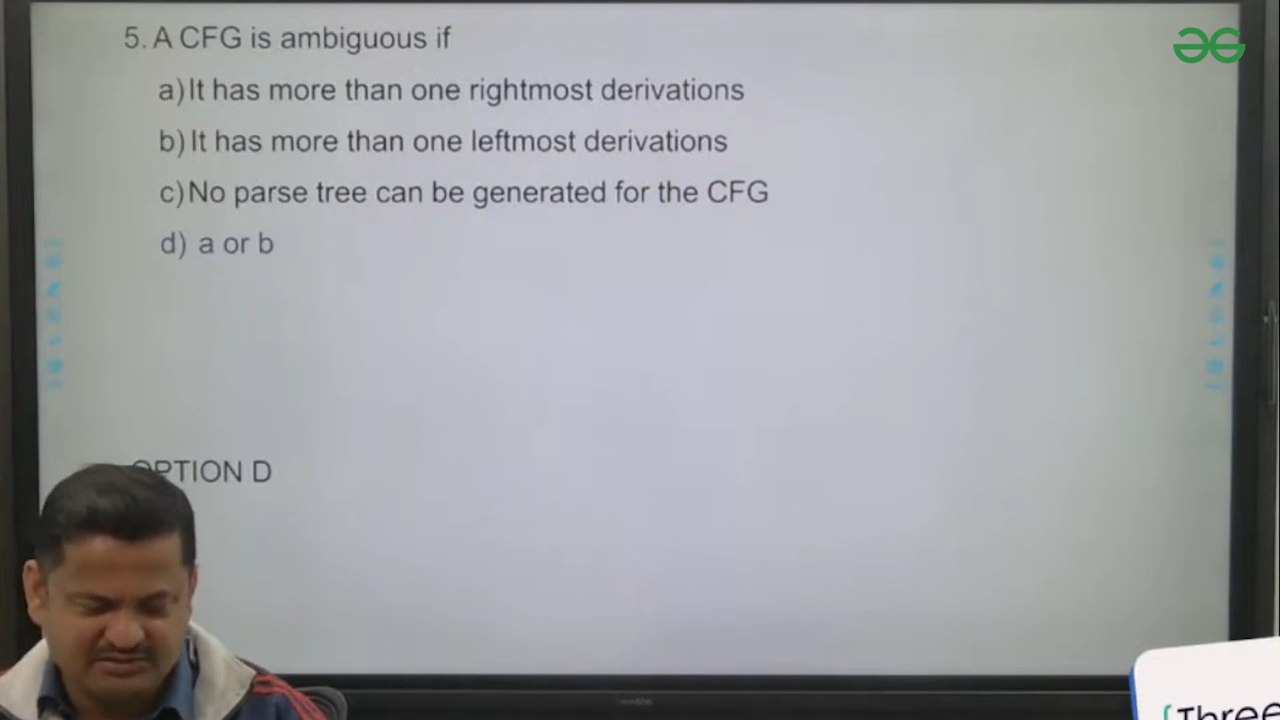 5. A CFG is ambiguous if
a) It has more than one rightmost derivations
b) It has more than one leftmost derivations
c) No parse tree can be generated for the CFG
d) a or b
OPTION D
{Three